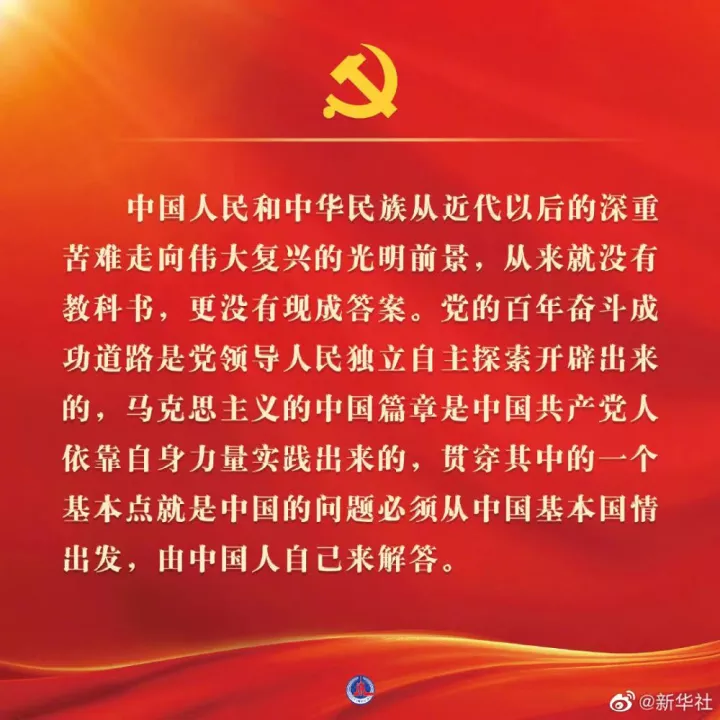 中国人民和中华民族从近代以后的深重
苦难走向伟大复兴的光明前景，从来就没有
教科书，更没有现成答案。党的百年奋斗成
功道路是党领导人民独立自主探索开辟出来
的，马克思主义的中国篇章是中国共产党人
依靠自身力量实践出来的，贯穿其中的一个
基本点就是中国的问题必须从中国基本国情
出发，由中国人自己来解答。
@新华社